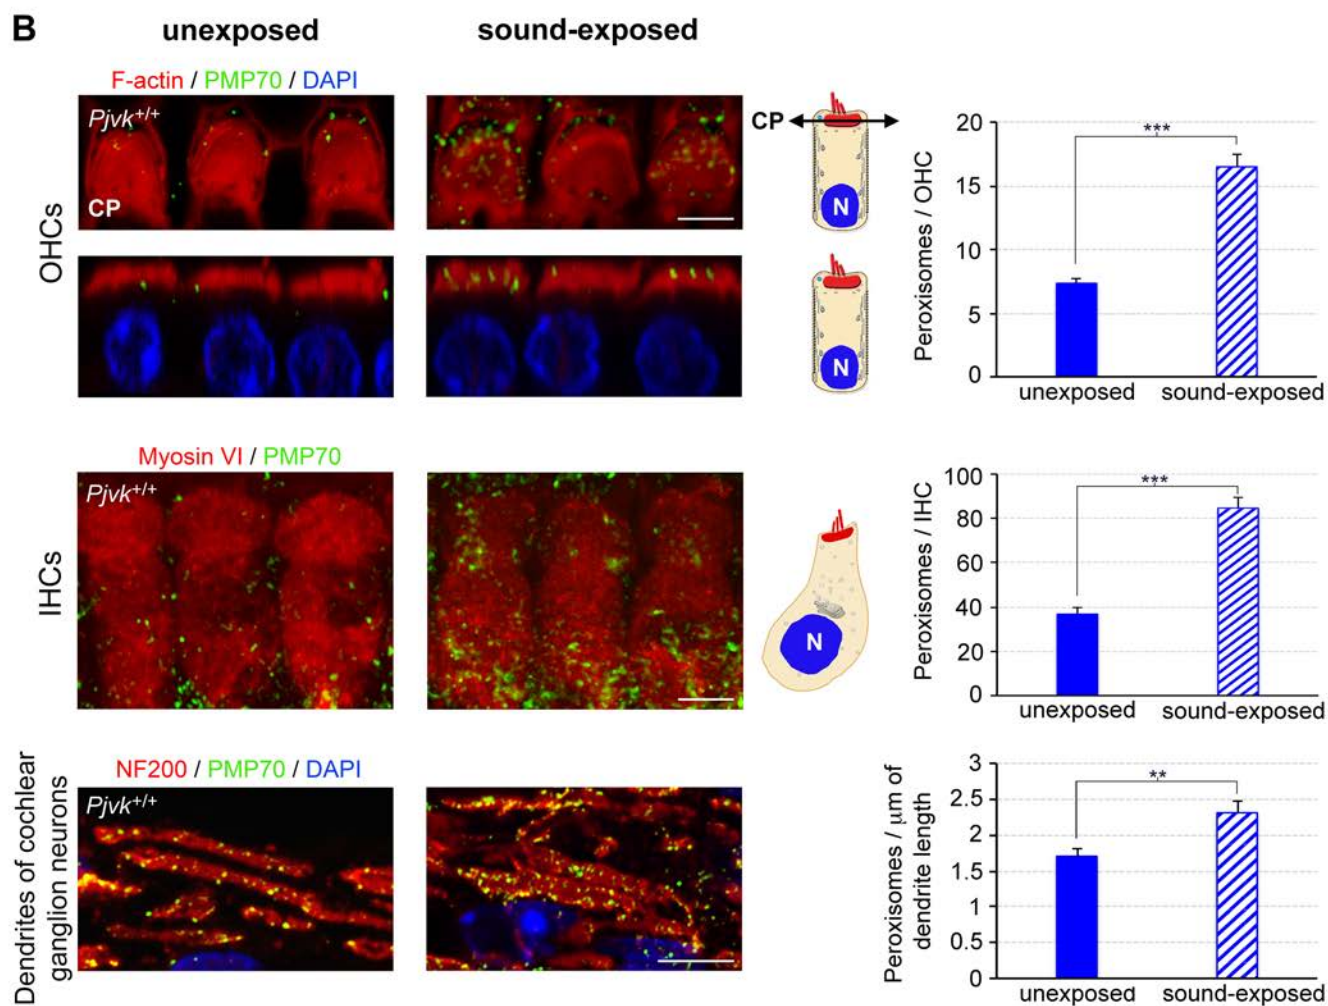 B
unexposed
sound-exposed
F-actin / PMP70 / DAPI
Pjvk+/+
CP
OHCs
CP
N
N
Peroxisomes / OHC
20
15
10
5
0
***
unexposed
sound-exposed
Myosin VI / PMP70
Pjvk+/+
IHCs
N
Peroxisomes / IHC
100
80
60
40
20
0
***
unexposed
sound-exposed
NF200 / PMP70 / DAPI
Pjvk+/+
Dendrites of cochlear
ganglion neurons
Peroxisomes / µm of
dendrite length
3
2.5
2
1.5
1
0.5
0
**
unexposed
sound-exposed